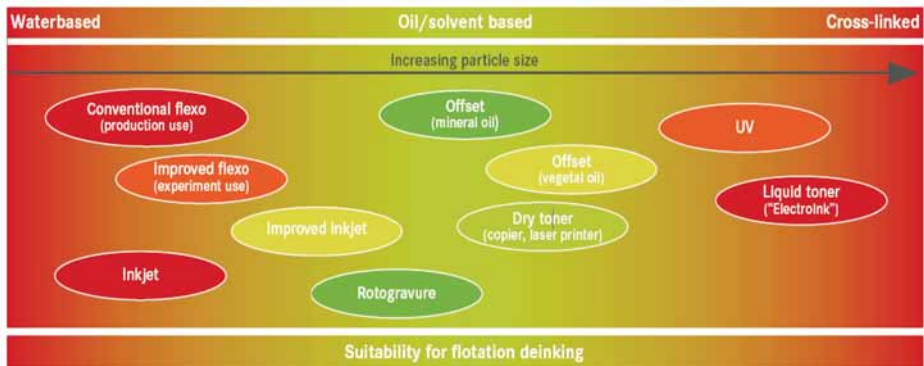 Waterbased Oil/solvent based Cross-linked
Increasing particle size
Conventional flexo
(production use)
Offset
(mineral oil)
UV
Improved flexo
(experiment use)
Offset
(vegetal oil)
Liquid toner
("ElectroInk")
Improved inkjet
Dry toner
(copier, laser printer)
Inkjet
Rotogravure
Suitability for flotation deinking